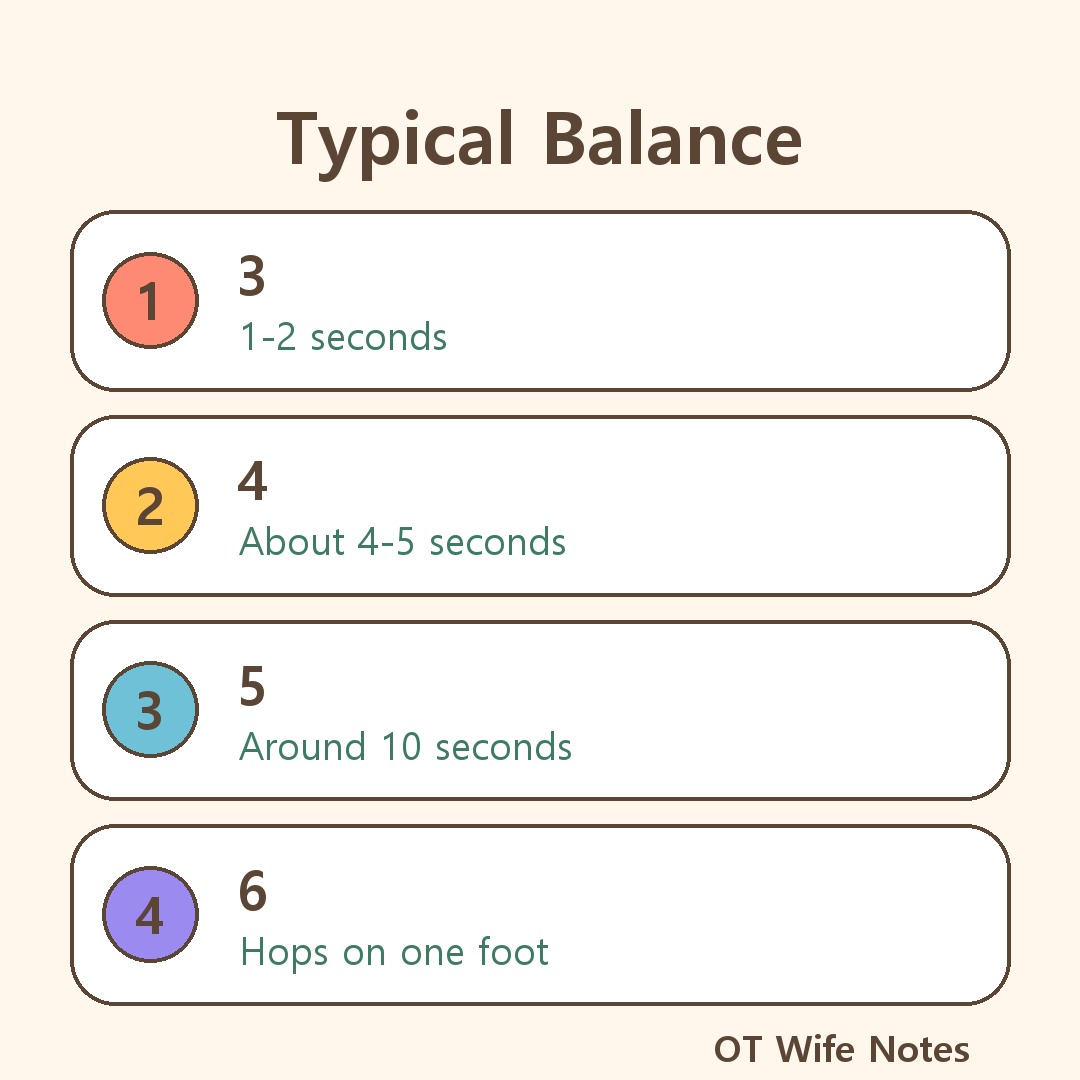 Typical Balance
1
3
1-2 seconds
2
4
About 4-5 seconds
3
5
Around 10 seconds
4
6
Hops on one foot
OT Wife Notes